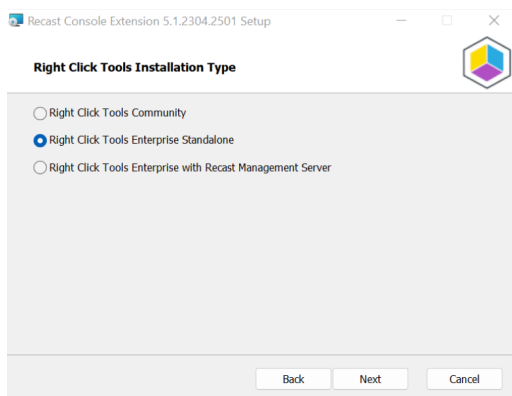 Recast Console Extension 5.1.2304.2501 Setup
Right Click Tools Installation Type
Right Click Tools Community
Right Click Tools Enterprise Standalone
Right Click Tools Enterprise with Recast Management Server
Back Next Cancel